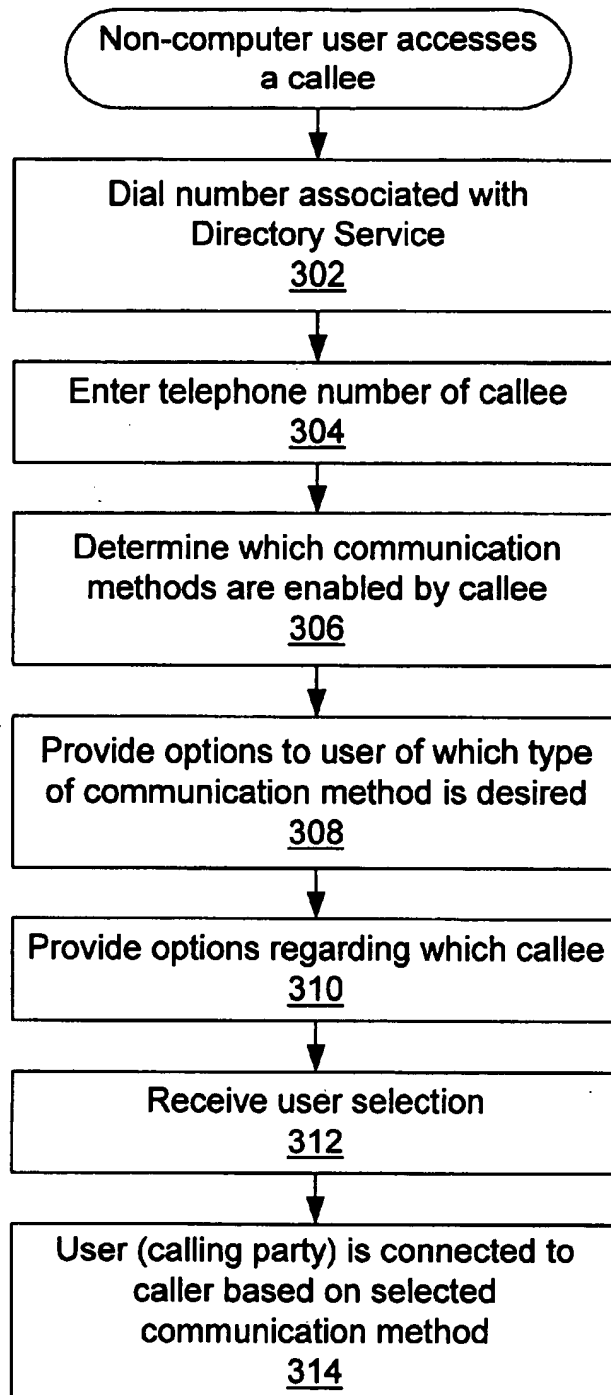 Non-computer user accesses
a callee
Dial number associated with
Directory Service
302
Enter telephone number of callee
304
Determine which communication
methods are enabled by callee
306
Provide options to user of which type
of communication method is desired
308
Provide options regarding which callee
310
Receive user selection
312
User (calling party) is connected to
caller based on selected
communication method
314